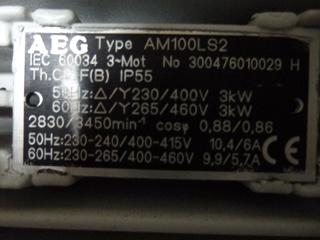 AEG Type AM100LS2
IEC 60034 3~Mot No 300476010029 H
Th.Cl. F(B) IP55
50Hz:△/Y230/400V 3kW
60Hz:△/Y265/460V 3kW
2830/3450min⁻¹ cosφ 0,88/0,86
50Hz:230-240/400-415V 10,4/6A
60Hz:230-265/400-460V 9,9/5,7A
CE